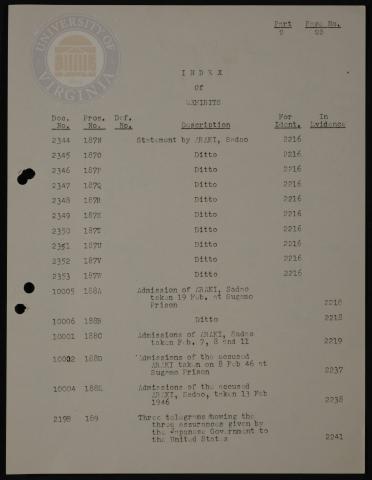 UNIVERSITY OF VIRGINIA
Part Page No.
I N D E X
Of
EXHIBITS
Doc. No. Pros. No. Def. No. Description For Ident. In Evidence
2344 187N Statement by ARAKI, Sadao 2216
2345 187O Ditto 2216
2346 187P Ditto 2216
2347 187Q Ditto 2216
2348 187R Ditto 2216
2349 187S Ditto 2216
2350 187T Ditto 2216
2351 187U Ditto 2216
2352 187V Ditto 2216
2353 187W Ditto 2216
10005 188A Admission of ARAKI, Sadao
taken 19 Feb. at Sugamo
Prison 2218
10006 188B Ditto 2218
10001 188C Admissions of ARAKI, Sadao
taken Feb. 7, 8 and 11 2219
10002 188D Admissions of the accused
ARAKI taken on 8 Feb 46 at
Sugamo Prison 2237
10004 188E Admissions of the accused
ARAKI, Sadao, taken 13 Feb
1946 2238
2198 189 Three telegrams showing the
three assurances given by
the Japanese Government to
the United States 2241